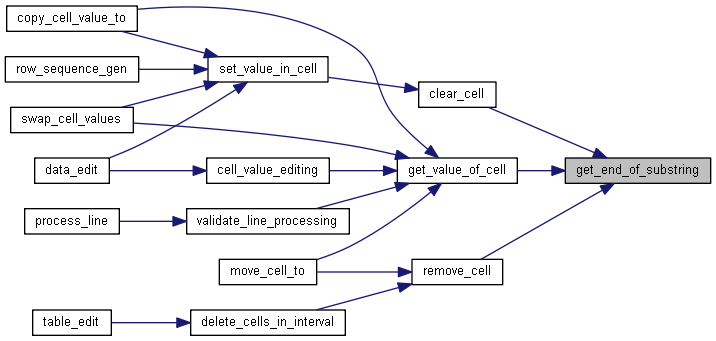 copy_cell_value_to
row_sequence_gen
set_value_in_cell
clear_cell
swap_cell_values
data_edit
cell_value_editing
get_value_of_cell
get_end_of_substring
process_line
validate_line_processing
move_cell_to
remove_cell
table_edit
delete_cells_in_interval